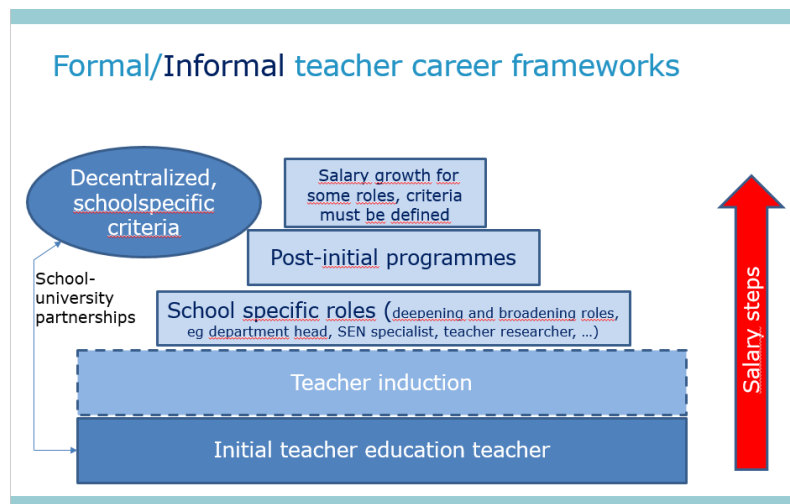 Formal/Informal teacher career frameworks
Decentralized,
schoolspecific
criteria
Salary growth for
some roles, criteria
must be defined
Post-initial programmes
School-
university
partnerships
School specific roles (deepening and broadening roles,
eg department head, SEN specialist, teacher researcher, ...)
Teacher induction
Initial teacher education teacher
Salary steps